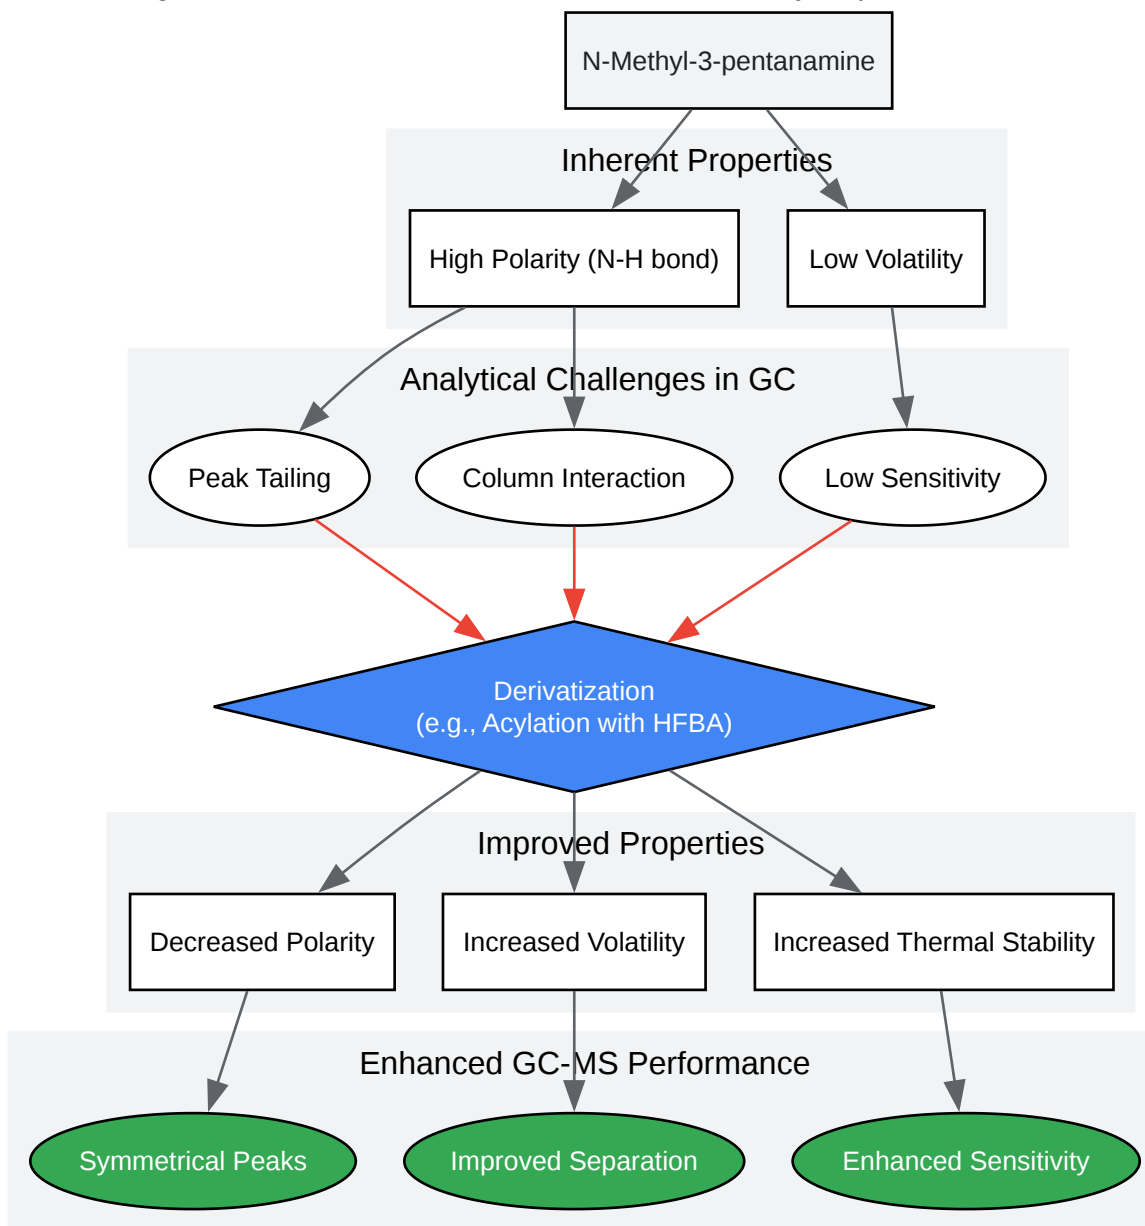 N-Methyl-3-pentanamine
Inherent Properties
High Polarity (N-H bond)
Low Volatility
Analytical Challenges in GC
Peak Tailing
Column Interaction
Low Sensitivity
Derivatization
(e.g., Acylation with HFBA)
Improved Properties
Decreased Polarity
Increased Volatility
Increased Thermal Stability
Enhanced GC-MS Performance
Symmetrical Peaks
Improved Separation
Enhanced Sensitivity